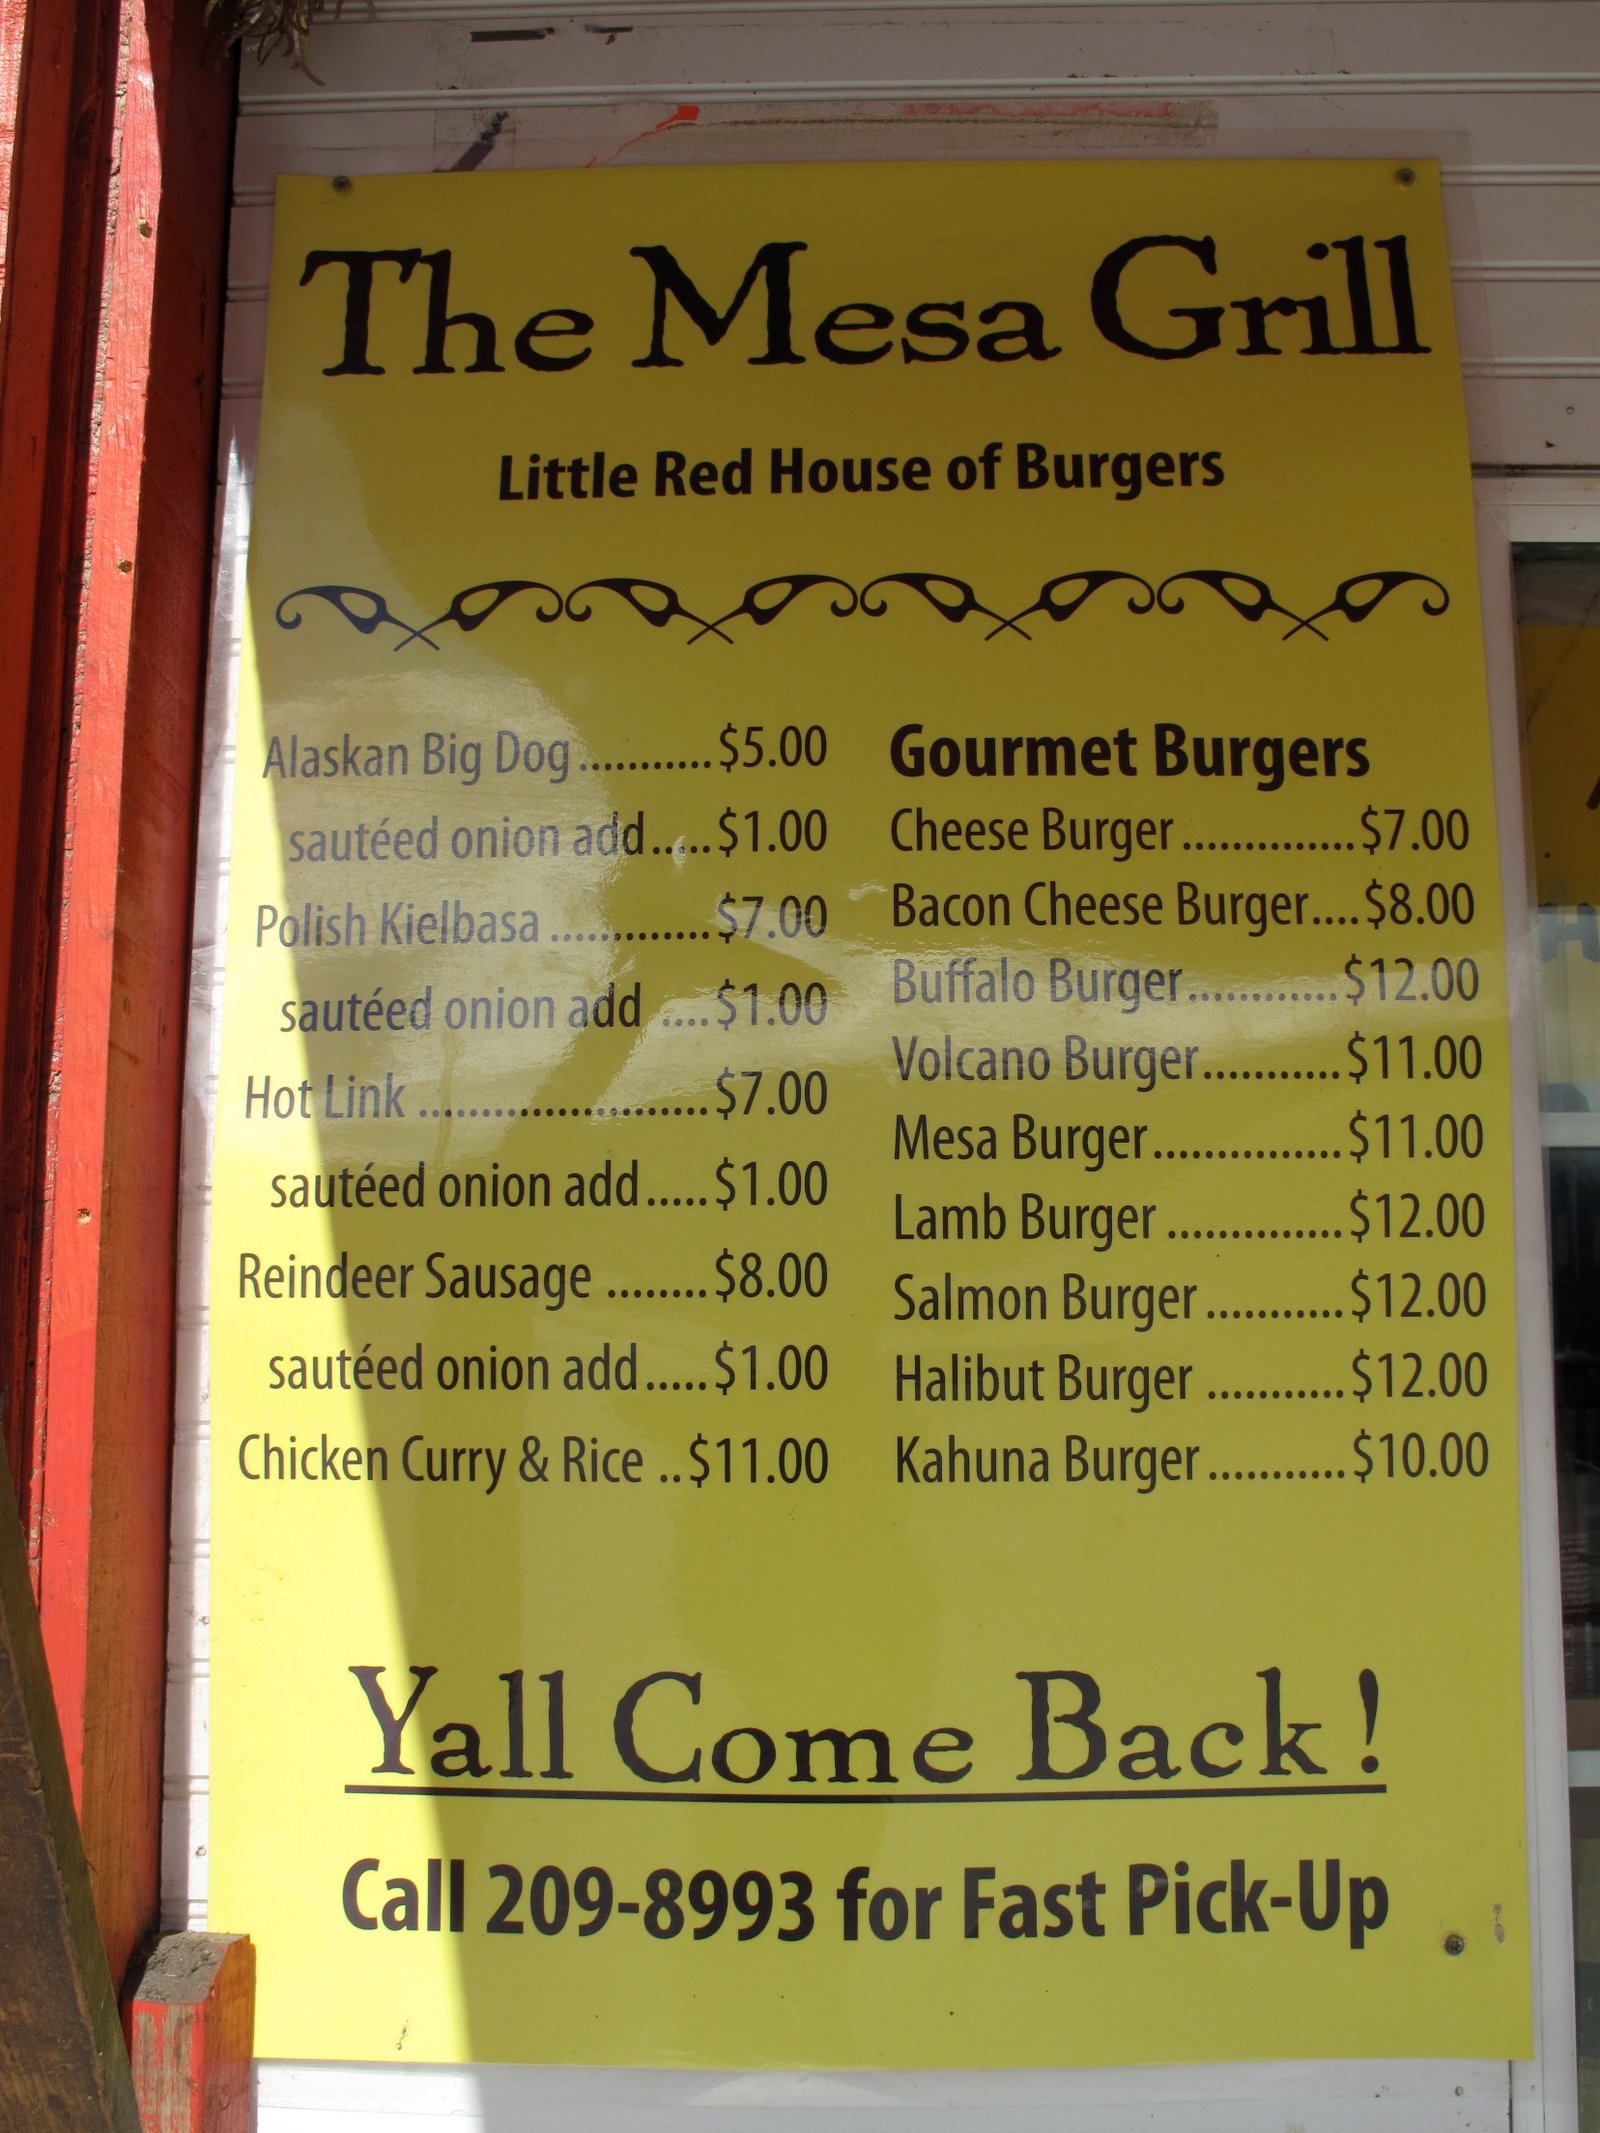 The Mesa Grill
Little Red House of Burgers
Alaskan Big Dog...........$5.00
sautéed onion add.....$1.00
Polish Kielbasa.............$7.00
sautéed onion add ....$1.00
Hot Link.......................$7.00
sautéed onion add.....$1.00
Reindeer Sausage ........$8.00
sautéed onion add.....$1.00
Chicken Curry & Rice ..$11.00
Gourmet Burgers
Cheese Burger..............$7.00
Bacon Cheese Burger....$8.00
Buffalo Burger............$12.00
Volcano Burger...........$11.00
Mesa Burger...............$11.00
Lamb Burger ..............$12.00
Salmon Burger ...........$12.00
Halibut Burger ...........$12.00
Kahuna Burger...........$10.00
Yall Come Back!
Call 209-8993 for Fast Pick-Up